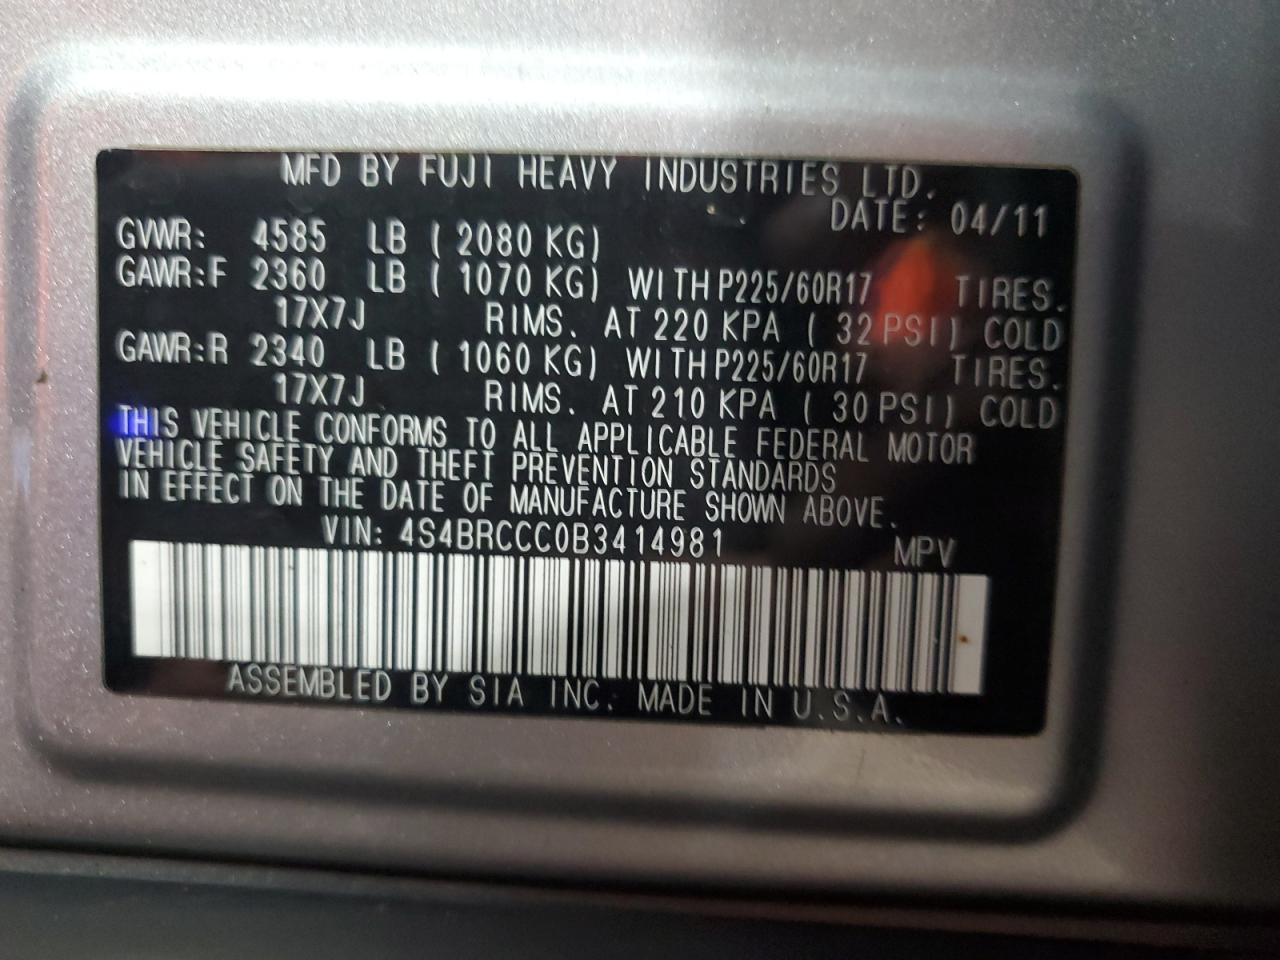 MFD BY FUJI HEAVY INDUSTRIES LTD.
DATE: 04/11
GVWR: 4585 LB ( 2080 KG)
GAWR:F 2360 LB ( 1070 KG) WITH P225/60R17 TIRES.
17X7J RIMS. AT 220 KPA ( 32 PSI) COLD
GAWR:R 2340 LB ( 1060 KG) WITH P225/60R17 TIRES.
17X7J RIMS. AT 210 KPA ( 30 PSI) COLD
THIS VEHICLE CONFORMS TO ALL APPLICABLE FEDERAL MOTOR
VEHICLE SAFETY AND THEFT PREVENTION STANDARDS
IN EFFECT ON THE DATE OF MANUFACTURE SHOWN ABOVE.
VIN: 4S4BRCCC0B3414981 MPV
ASSEMBLED BY SIA INC. MADE IN U.S.A.